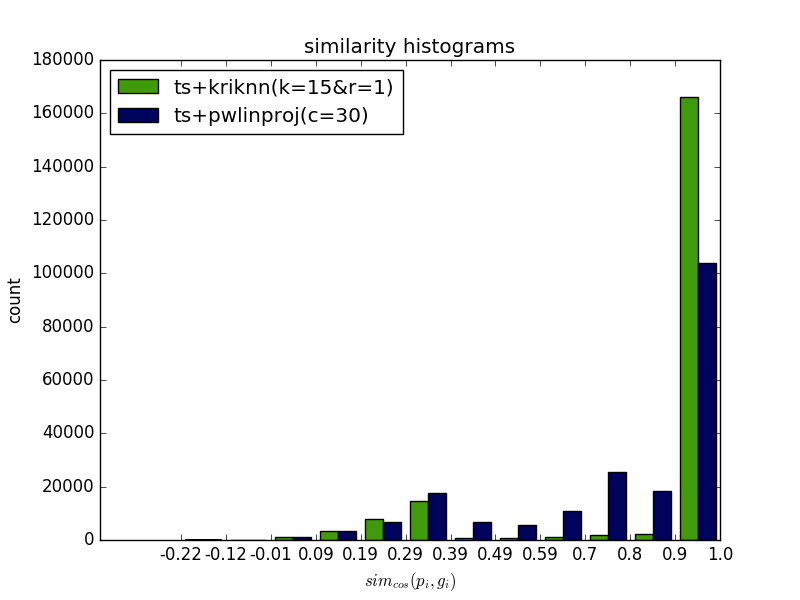 similarity histograms
180000
160000
140000
120000
100000
80000
60000
40000
20000
0
count
ts+kriknn(k=15&r=1)
ts+pwlinproj(c=30)
-0.22 -0.12 -0.01 0.09 0.19 0.29 0.39 0.49 0.59 0.7 0.8 0.9 1.0
sim_cos(p_i, g_i)